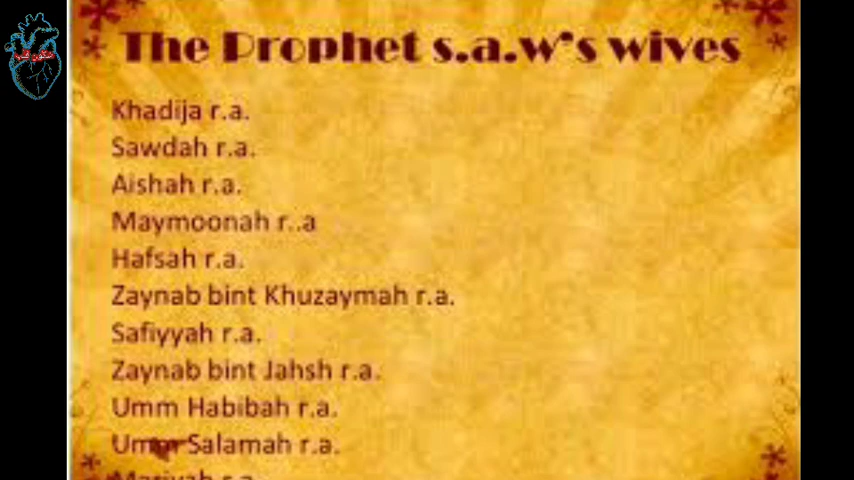 The Prophet s.a.w's wives
Khadija r.a.
Sawdah r.a.
Aishah r.a.
Maymoonah r..a
Hafsah r.a.
Zaynab bint Khuzaymah r.a.
Safiyyah r.a.
Zaynab bint Jahsh r.a.
Umm Habibah r.a.
Umm Salamah r.a.
Mariyah r.a.